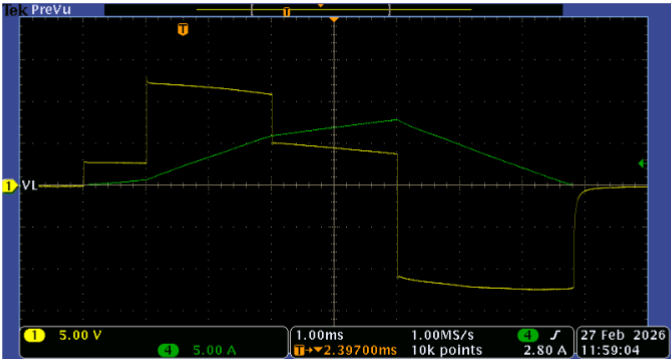 Tek PreVu
T
T
1 VL
1 5.00 V
4 5.00 A
1.00ms
T→▼2.39700ms
1.00MS/s
10k points
4 ƒ
2.80 A
27 Feb 2026
11:59:04